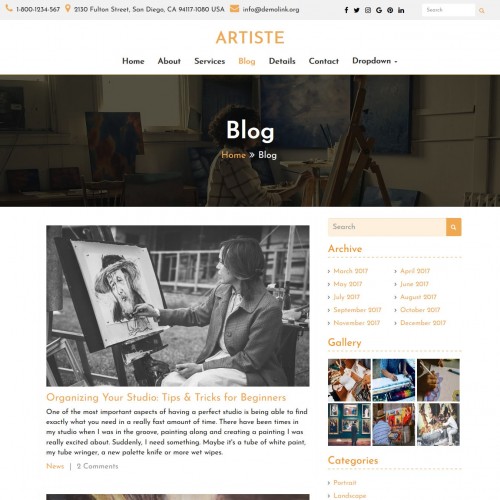 1-800-1234-567 2130 Fulton Street, San Diego, CA 94117-1080 USA info@demolink.org Search
ARTISTE
Home About Services Blog Details Contact Dropdown
Blog
Home » Blog
Organizing Your Studio: Tips & Tricks for Beginners
One of the most important aspects of having a perfect studio is being able to find
exactly what you need in a really fast amount of time. There have been times in
my studio when I was in the groove, painting along and creating a painting I was
really excited about. Suddenly, I need something. Maybe it's a tube of white paint,
my tube wringer, a new palette knife or more wet wipes.
News | 2 Comments
Search
Archive
March 2017 April 2017
May 2017 June 2017
July 2017 August 2017
September 2017 October 2017
November 2017 December 2017
Gallery
Categories
Portrait
Landscape